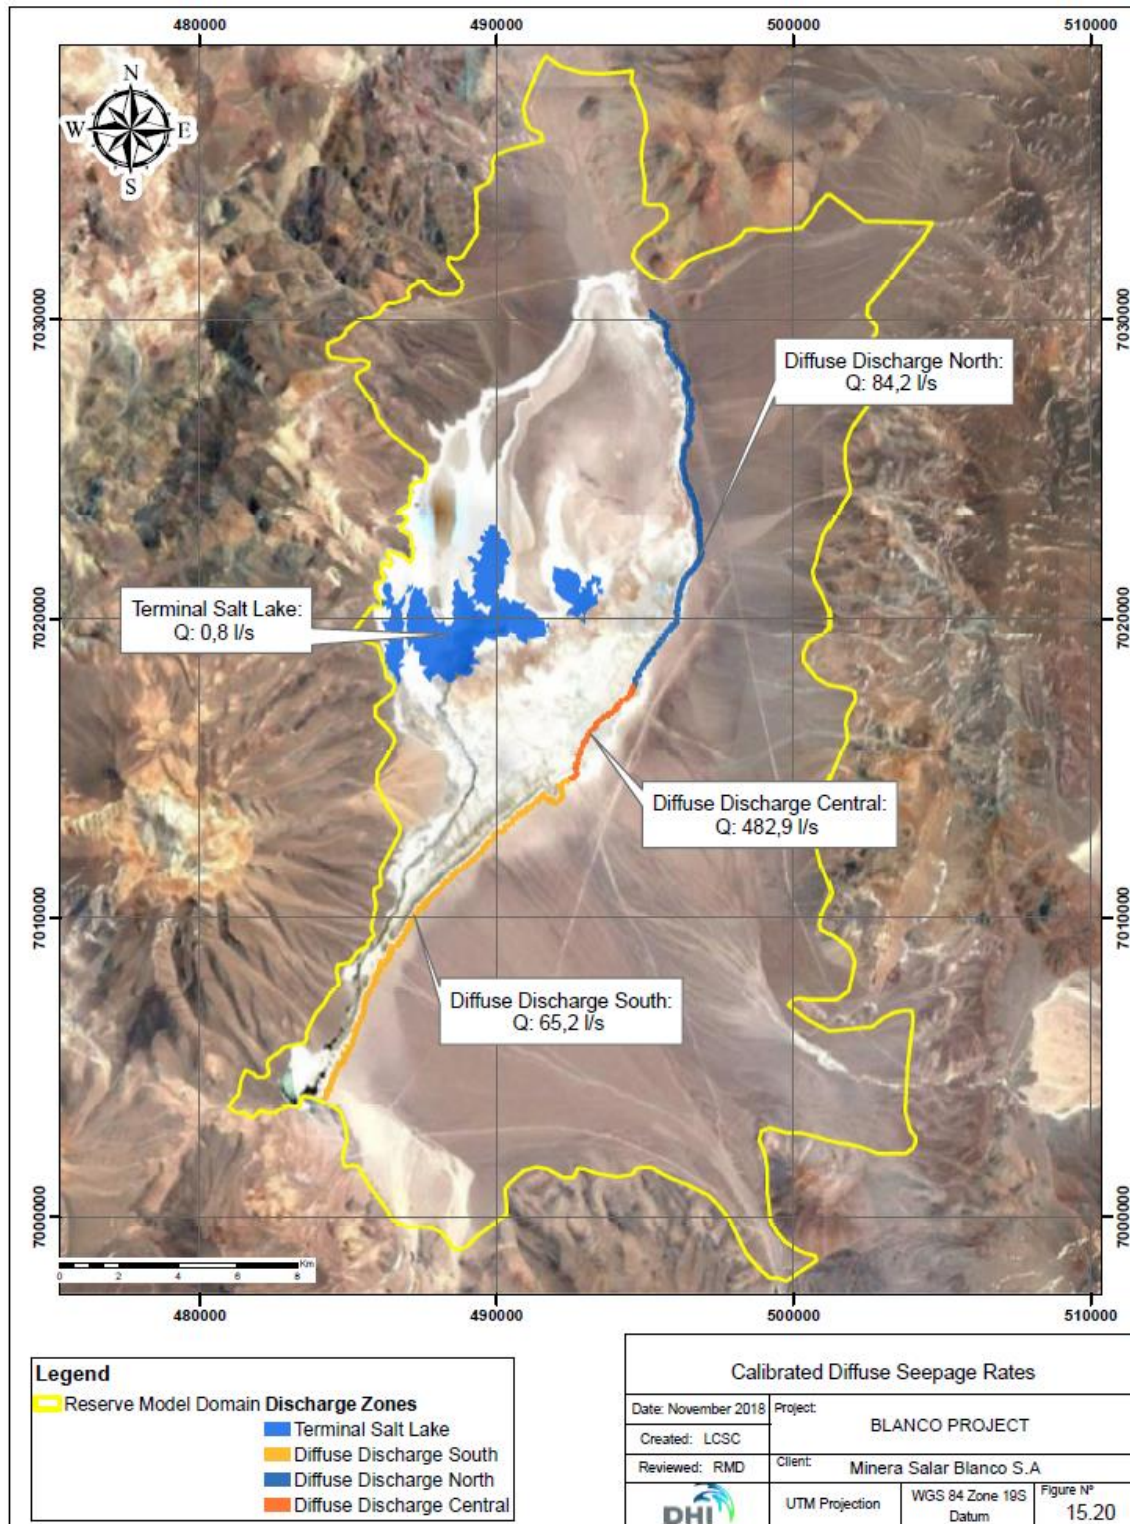 480000
490000
500000
510000
N
W
E
S
7030000
7030000
Diffuse Discharge North:
Q: 84,2 l/s
Terminal Salt Lake:
Q: 0,8 l/s
7020000
7020000
Diffuse Discharge Central:
Q: 482,9 l/s
7010000
7010000
Diffuse Discharge South:
Q: 65,2 l/s
7000000
7000000
Km
0 2 4 6 8
480000
490000
500000
510000
Legend
Reserve Model Domain Discharge Zones
Terminal Salt Lake
Diffuse Discharge South
Diffuse Discharge North
Diffuse Discharge Central
Calibrated Diffuse Seepage Rates
Date: November 2018
Project:
BLANCO PROJECT
Created: LCSC
Reviewed: RMD
Client:
Minera Salar Blanco S.A
DHI
UTM Projection
WGS 84 Zone 19S
Datum
Figure Nº
15.20